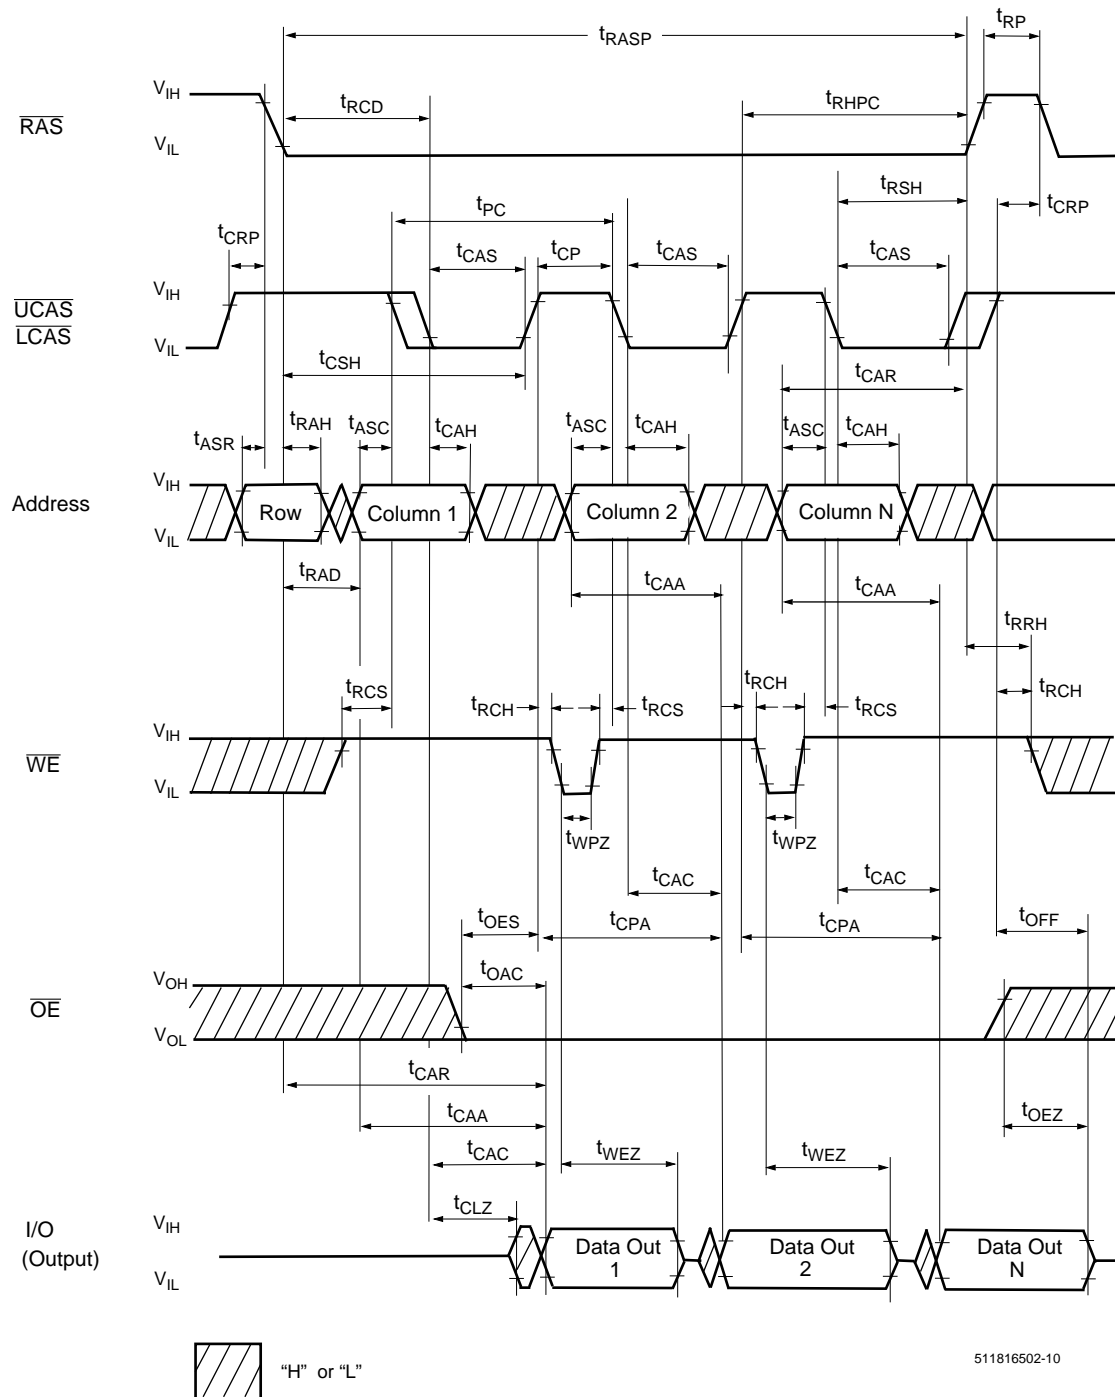 tRASP
tRP
VIH
tRCD
tRHPC
RAS
VIL
tRSH
tPC
tCRP
tCRP
tCAS
tCP
tCAS
tCAS
VIH
UCAS
LCAS
VIL
tCSH
tCAR
tASR
tRAH
tASC
tCAH
tASC
tCAH
tASC
tCAH
VIH
Address
Row
Column 1
Column 2
Column N
VIL
tRAD
tCAA
tCAA
tRRH
tRCS
tRCH
tRCS
tRCH
tRCS
tRCH
VIH
WE
VIL
tWPZ
tWPZ
tCAC
tCAC
tOES
tCPA
tCPA
tOFF
tOAC
VOH
OE
VOL
tCAR
tCAA
tOEZ
tCAC
tWEZ
tWEZ
tCLZ
I/O
(Output)
VIH
VIL
Data Out
1
Data Out
2
Data Out
N
"H" or "L"
511816502-10